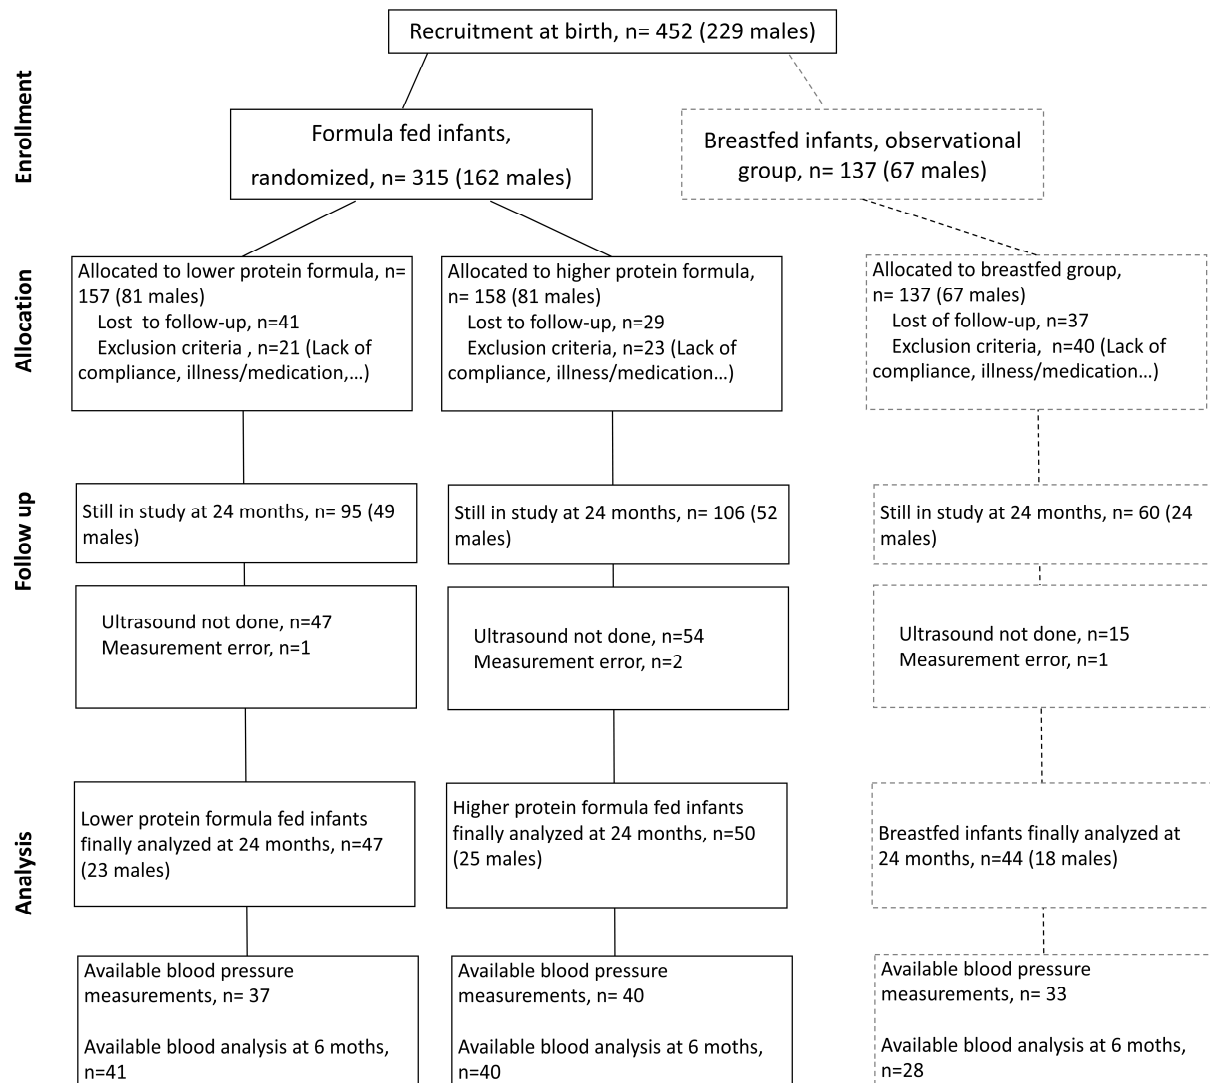 Recruitment at birth, n= 452 (229 males)
Enrollment
Formula fed infants,
randomized, n= 315 (162 males)
Breastfed infants, observational
group, n= 137 (67 males)
Allocation
Allocated to lower protein formula, n=
157 (81 males)
Lost to follow-up, n=41
Exclusion criteria , n=21 (Lack of
compliance, illness/medication,...)
Allocated to higher protein formula,
n= 158 (81 males)
Lost to follow-up, n=29
Exclusion criteria, n=23 (Lack of
compliance, illness/medication...)
Allocated to breastfed group,
n= 137 (67 males)
Lost of follow-up, n=37
Exclusion criteria, n=40 (Lack of
compliance, illness/medication...)
Follow up
Still in study at 24 months, n= 95 (49
males)
Still in study at 24 months, n= 106 (52
males)
Still in study at 24 months, n= 60 (24
males)
Ultrasound not done, n=47
Measurement error, n=1
Ultrasound not done, n=54
Measurement error, n=2
Ultrasound not done, n=15
Measurement error, n=1
Analysis
Lower protein formula fed infants
finally analyzed at 24 months, n=47
(23 males)
Higher protein formula fed infants
finally analyzed at 24 months, n=50
(25 males)
Breastfed infants finally analyzed at
24 months, n=44 (18 males)
Available blood pressure
measurements, n= 37
Available blood analysis at 6 moths,
n=41
Available blood pressure
measurements, n= 40
Available blood analysis at 6 moths,
n=40
Available blood pressure
measurements, n= 33
Available blood analysis at 6 moths,
n=28